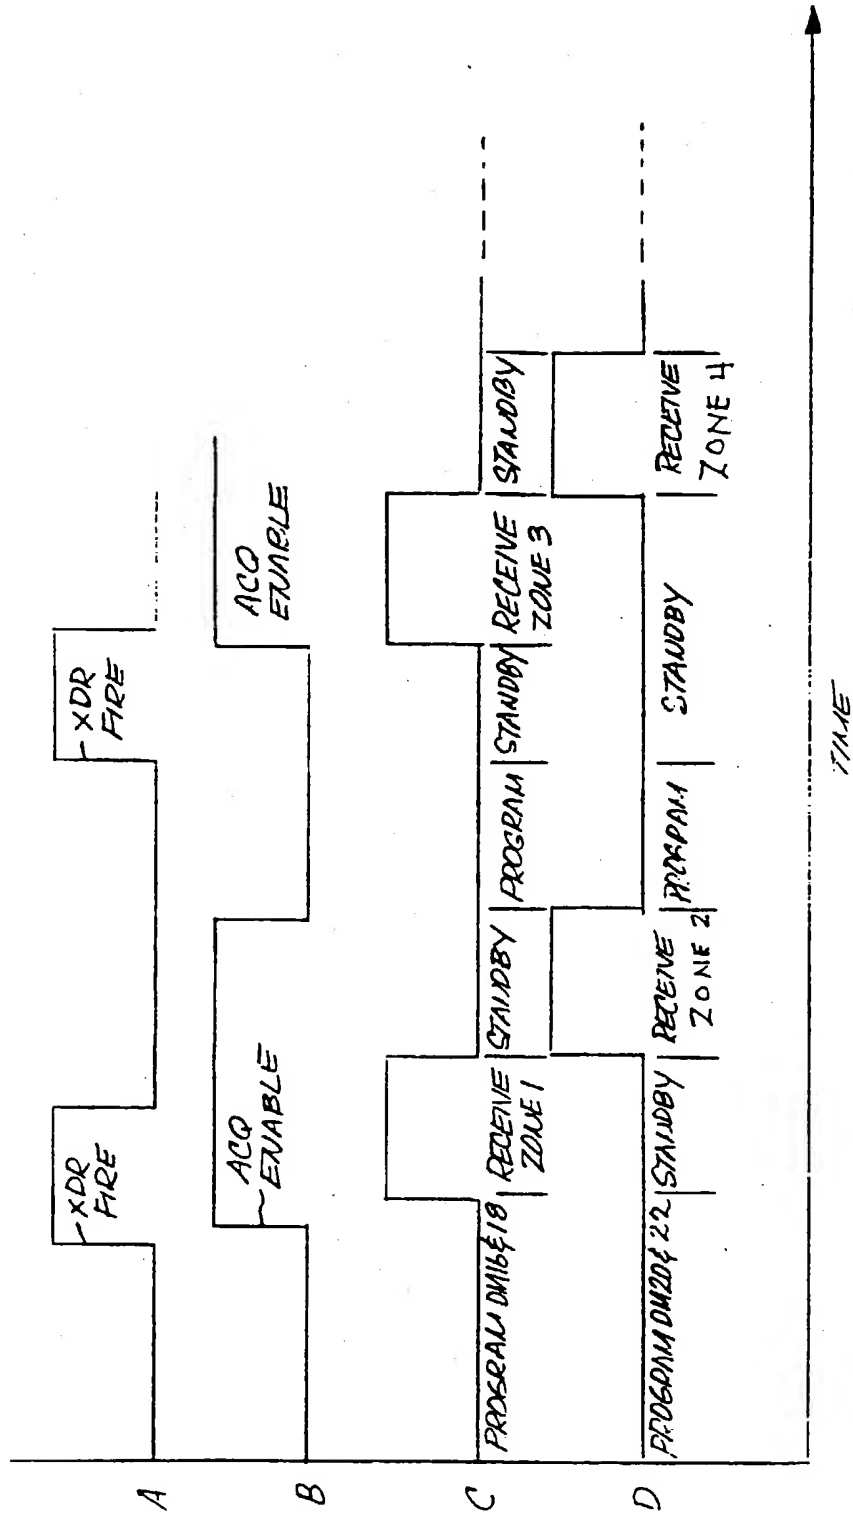 A
XDR
FIRE
XDR
FIRE
B
ACQ
ENABLE
ACQ
ENABLE
C
PROGRAM DM16 & 18
RECEIVE
ZONE 1
STANDBY
PROGRAM
STANDBY
RECEIVE
ZONE 3
STANDBY
D
PROGRAM DM20 & 22
STANDBY
RECEIVE
ZONE 2
PROGRAM
STANDBY
RECEIVE
ZONE 4
TIME